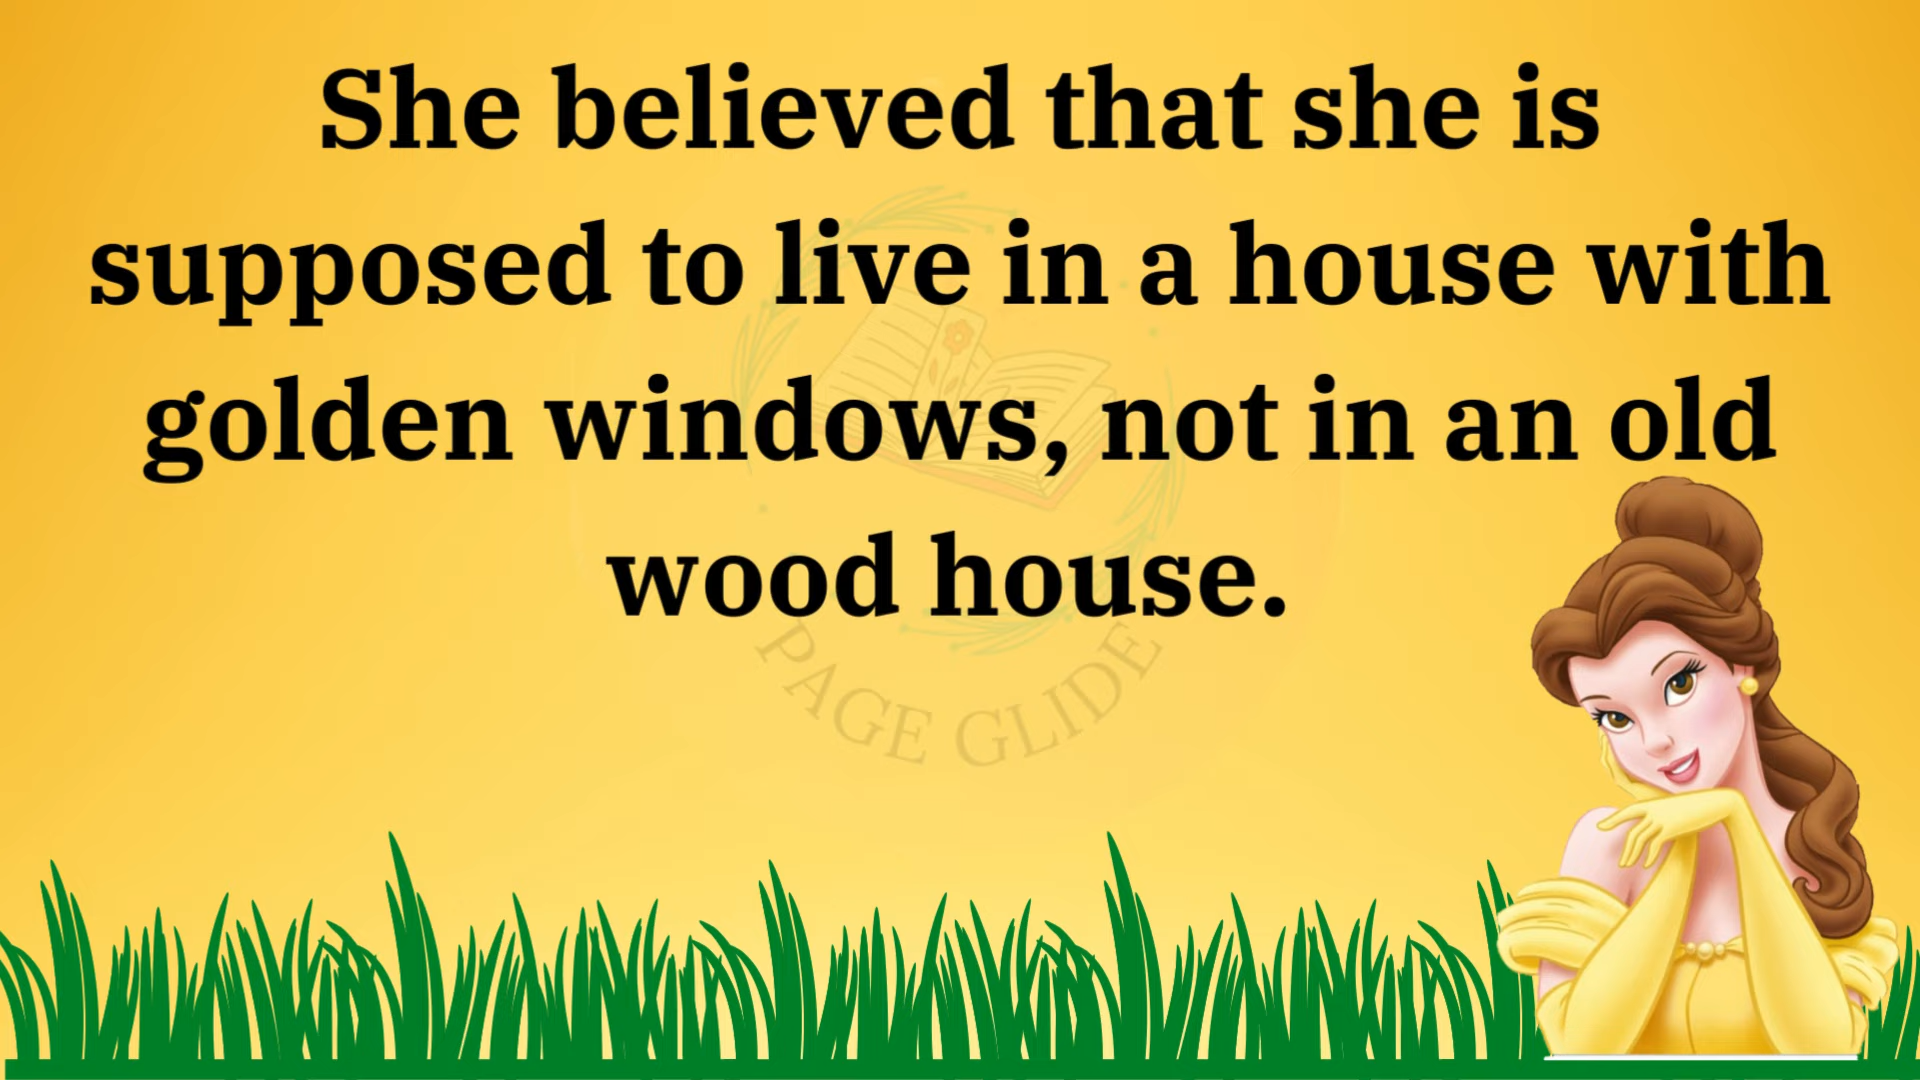 She believed that she is
supposed to live in a house with
golden windows, not in an old
wood house.
PAGE GLIDE